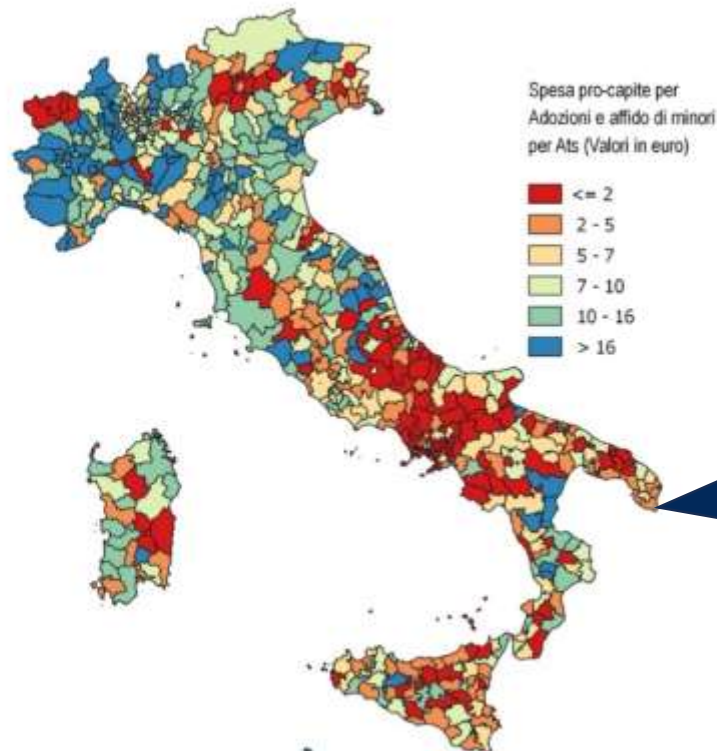 Spesa pro-capite per
Adozioni e affido di minori
per Ats (Valori in euro)
<= 2
2 - 5
5 - 7
7 - 10
10 - 16
> 16